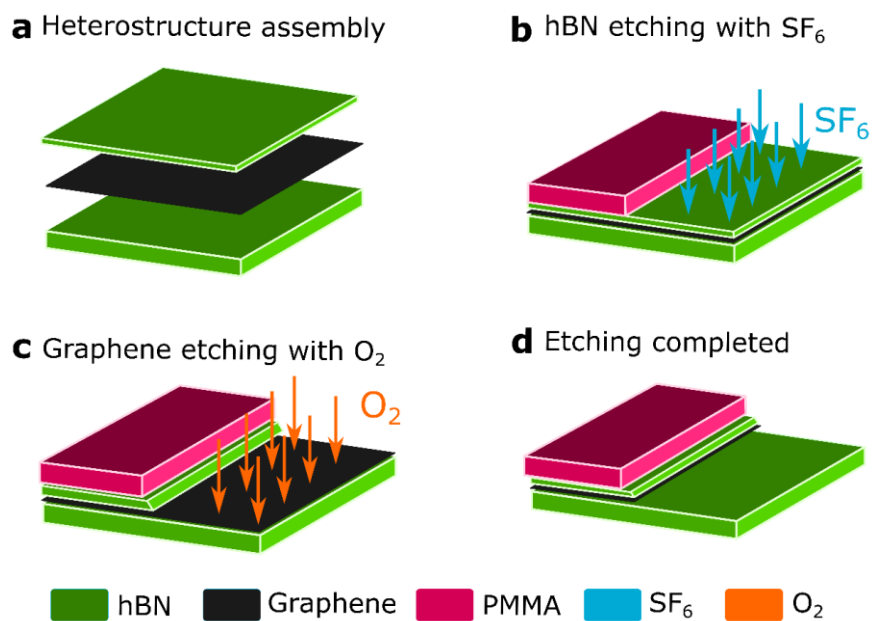 a Heterostructure assembly
b hBN etching with SF₆
SF₆
c Graphene etching with O₂
O₂
d Etching completed
hBN Graphene PMMA SF₆ O₂